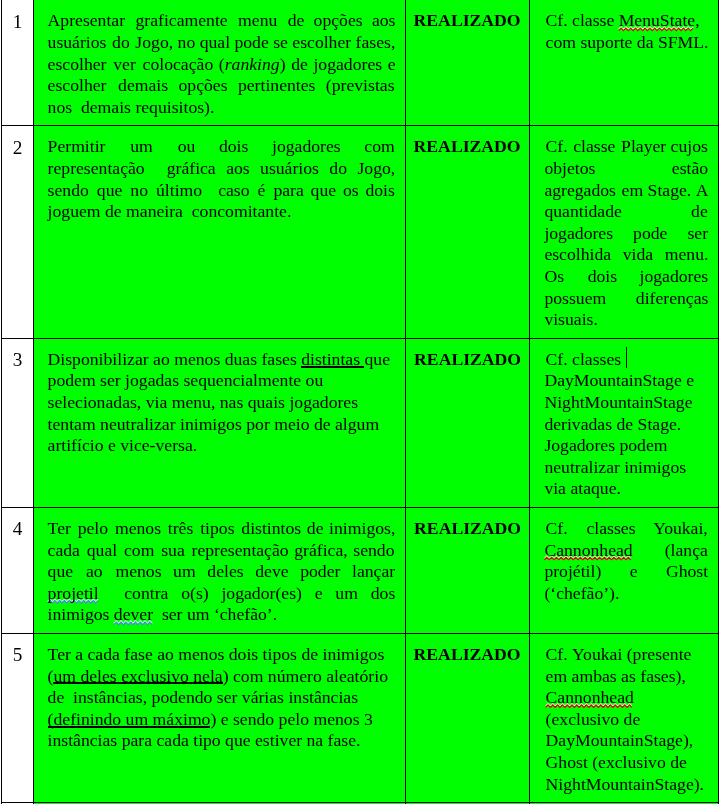 1
Apresentar graficamente menu de opções aos
usuários do Jogo, no qual pode se escolher fases,
escolher ver colocação (ranking) de jogadores e
escolher demais opções pertinentes (previstas
nos demais requisitos).
REALIZADO
Cf. classe MenuState,
com suporte da SFML.
2
Permitir um ou dois jogadores com
representação gráfica aos usuários do Jogo,
sendo que no último caso é para que os dois
joguem de maneira concomitante.
REALIZADO
Cf. classe Player cujos
objetos estão
agregados em Stage. A
quantidade de
jogadores pode ser
escolhida vida menu.
Os dois jogadores
possuem diferenças
visuais.
3
Disponibilizar ao menos duas fases distintas que
podem ser jogadas sequencialmente ou
selecionadas, via menu, nas quais jogadores
tentam neutralizar inimigos por meio de algum
artifício e vice-versa.
REALIZADO
Cf. classes
DayMountainStage e
NightMountainStage
derivadas de Stage.
Jogadores podem
neutralizar inimigos
via ataque.
4
Ter pelo menos três tipos distintos de inimigos,
cada qual com sua representação gráfica, sendo
que ao menos um deles deve poder lançar
projetil contra o(s) jogador(es) e um dos
inimigos dever ser um ‘chefão’.
REALIZADO
Cf. classes Youkai,
Cannonhead (lança
projétil) e Ghost
(‘chefão’).
5
Ter a cada fase ao menos dois tipos de inimigos
(um deles exclusivo nela) com número aleatório
de instâncias, podendo ser várias instâncias
(definindo um máximo) e sendo pelo menos 3
instâncias para cada tipo que estiver na fase.
REALIZADO
Cf. Youkai (presente
em ambas as fases),
Cannonhead
(exclusivo de
DayMountainStage),
Ghost (exclusivo de
NightMountainStage).